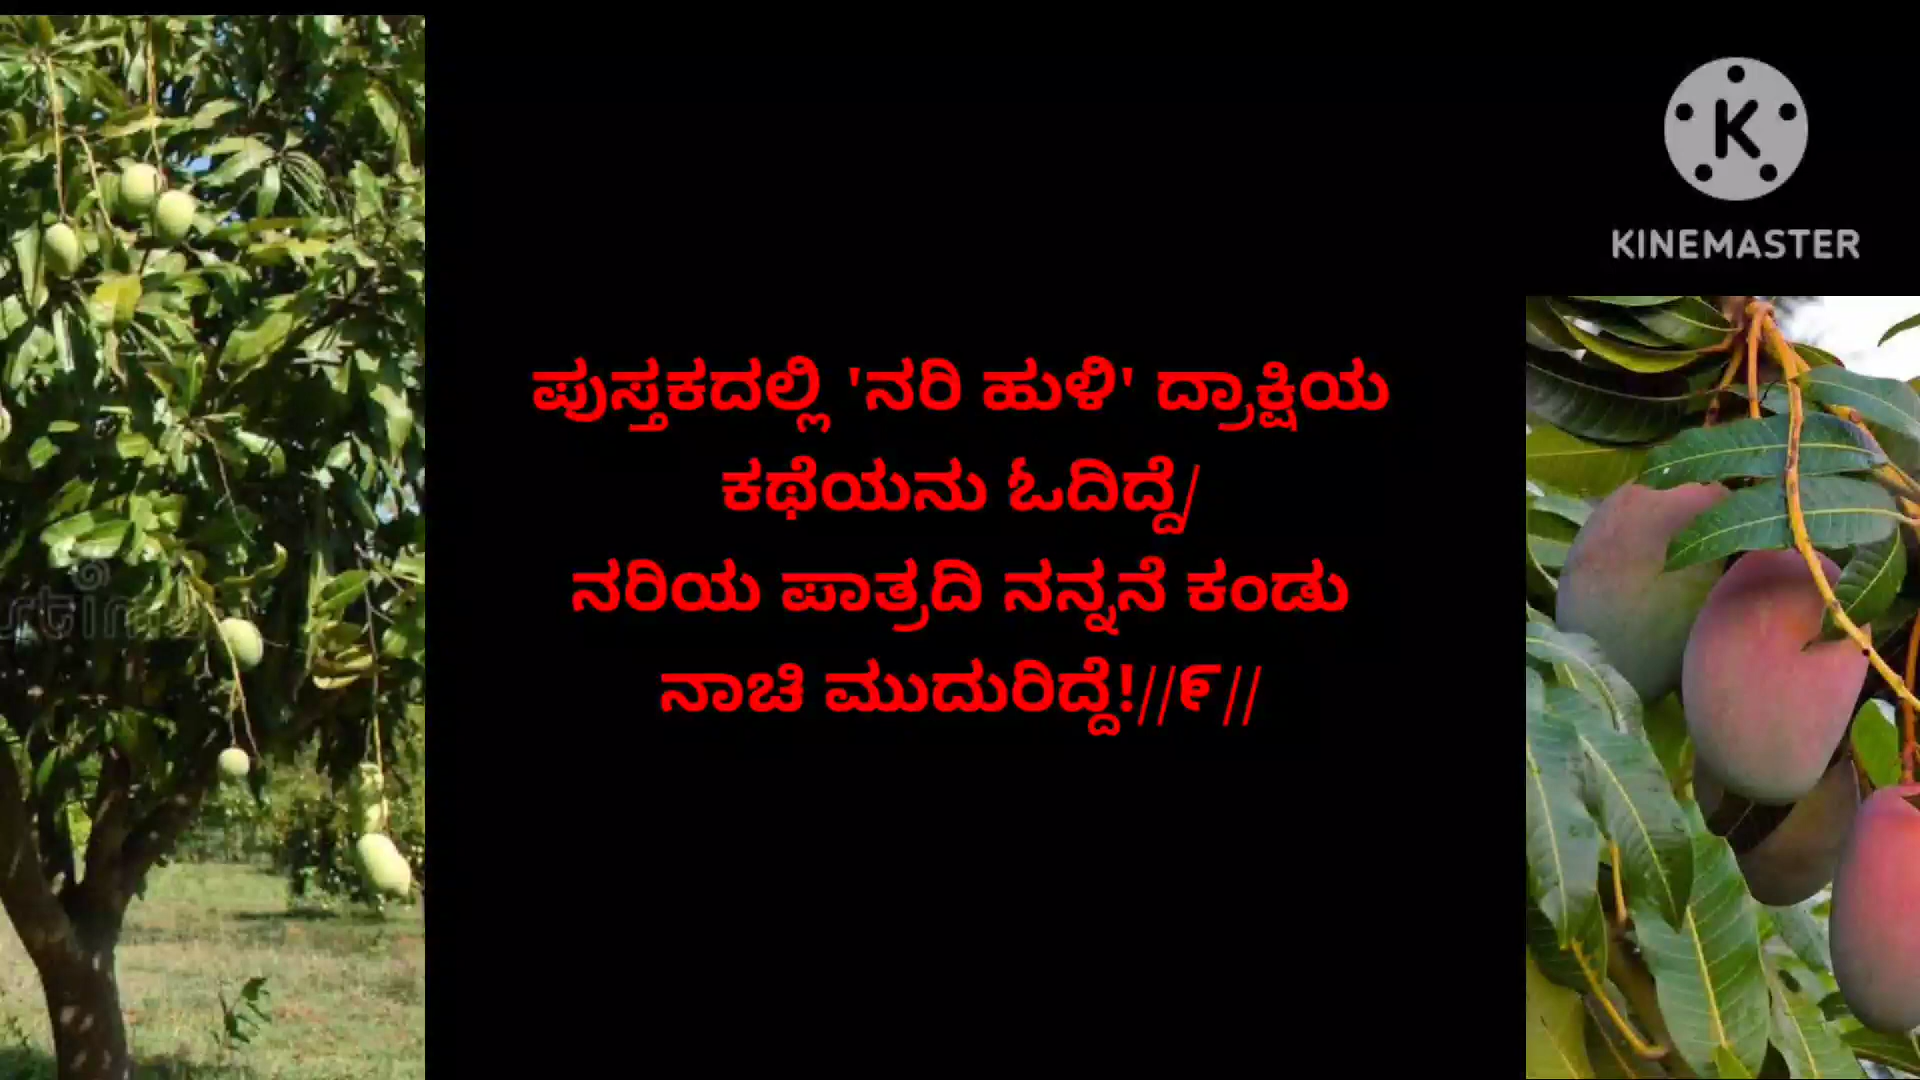 KINEMASTER
ಪುಸ್ತಕದಲ್ಲಿ 'ನರಿ ಹುಳಿ' ದ್ರಾಕ್ಷಿಯ
ಕಥೆಯನು ಓದಿದ್ದೆ/
ನರಿಯ ಪಾತ್ರದಿ ನನ್ನನೆ ಕಂಡು
ನಾಚಿ ಮುದುರಿದ್ದೆ!//೯//